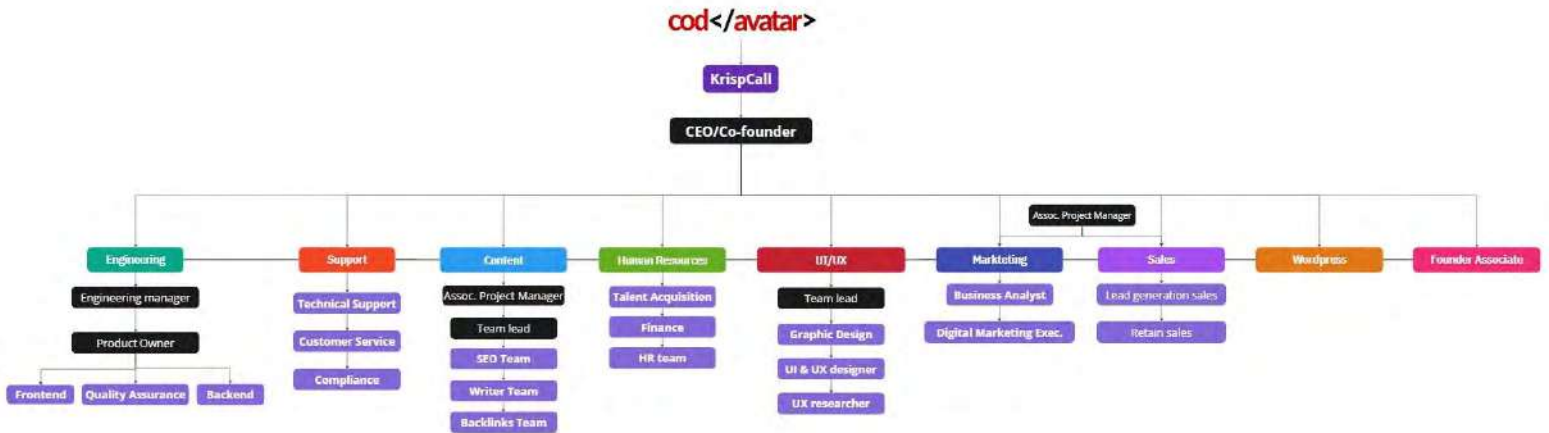 cod</avatar>
KrispCall
CEO/Co-founder
Assoc. Project Manager
Engineering
Support
Content
Human Resources
UI/UX
Markteting
Sales
Wordpress
Founder Associate
Engineering manager
Product Owner
Frontend
Quality Assurance
Backend
Technical Support
Customer Service
Compliance
Assoc. Project Manager
Team lead
SEO Team
Writer Team
Backlinks Team
Talent Acquisition
Finance
HR team
Team lead
Graphic Design
UI & UX designer
UX researcher
Business Analyst
Digital Marketing Exec.
Lead generation sales
Retain sales